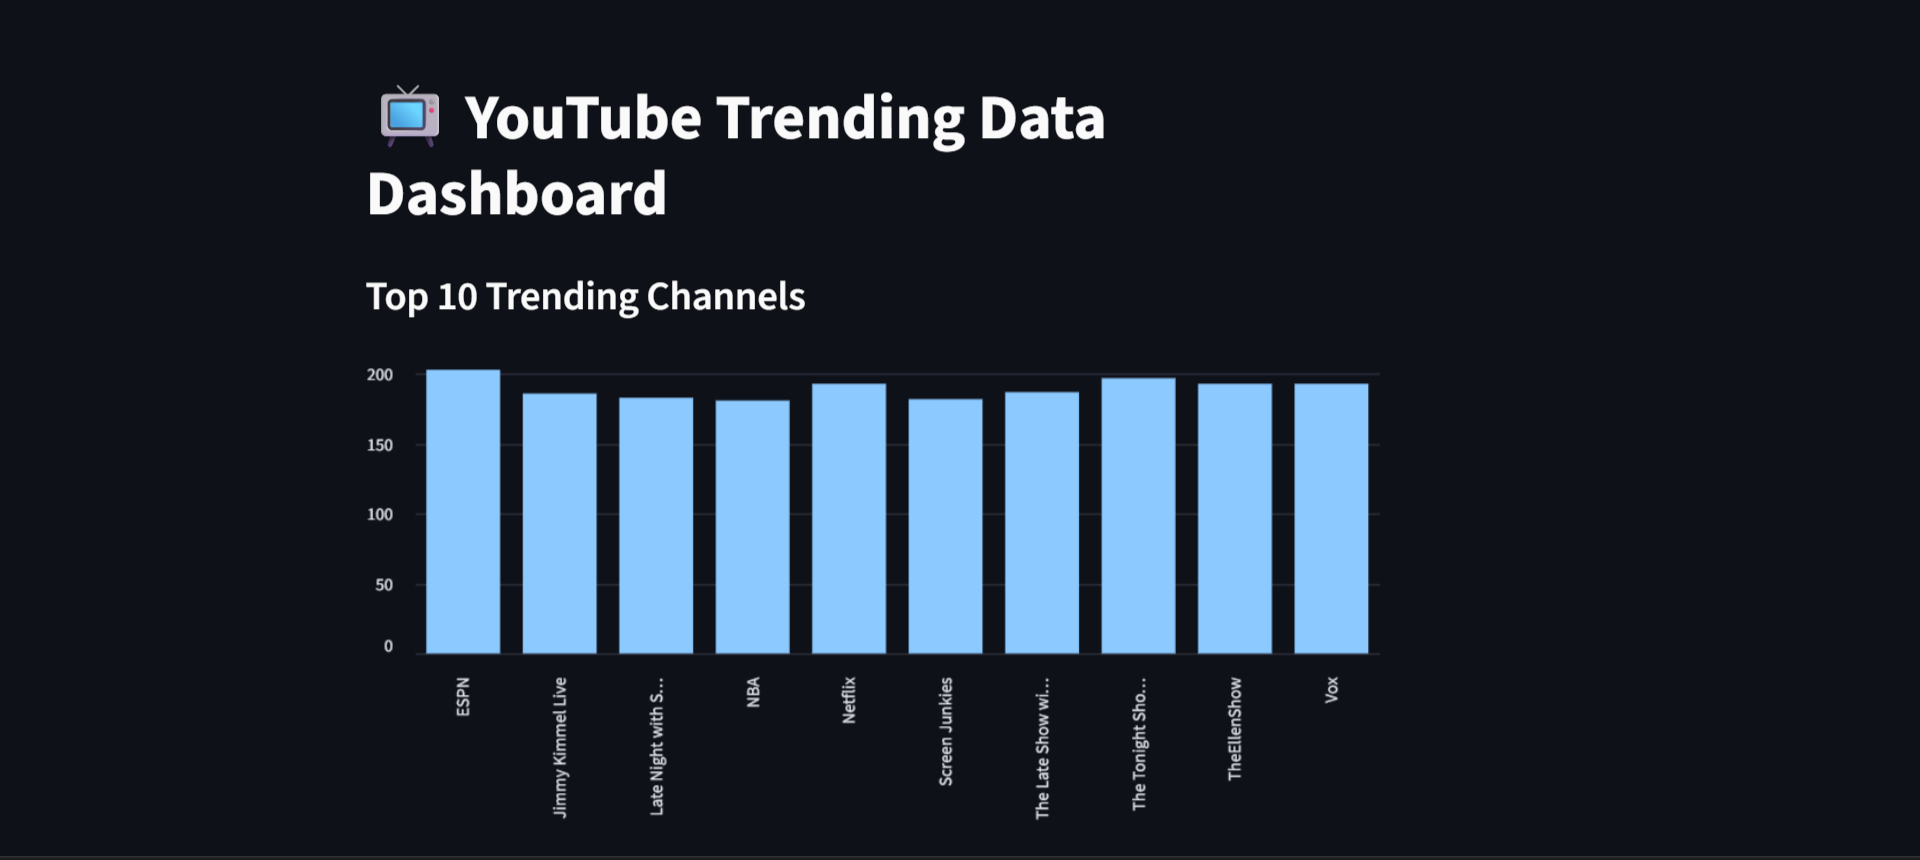 YouTube Trending Data
Dashboard
Top 10 Trending Channels
200
150
100
50
0
ESPN
Jimmy Kimmel Live
Late Night with S...
NBA
Netflix
Screen Junkies
The Late Show wi...
The Tonight Sho...
TheEllenShow
Vox